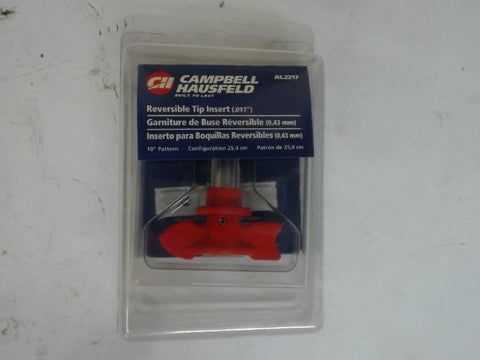 AL2217
CH CAMPBELL
HAUSFELD
BUILT TO LAST
Reversible Tip Insert (.017")
Garniture de Buse Réversible (0,43 mm)
Inserto para Boquillas Reversibles (0,43 mm)
10" Pattern Configuration 25,4 cm Patrón de 25,4 cm